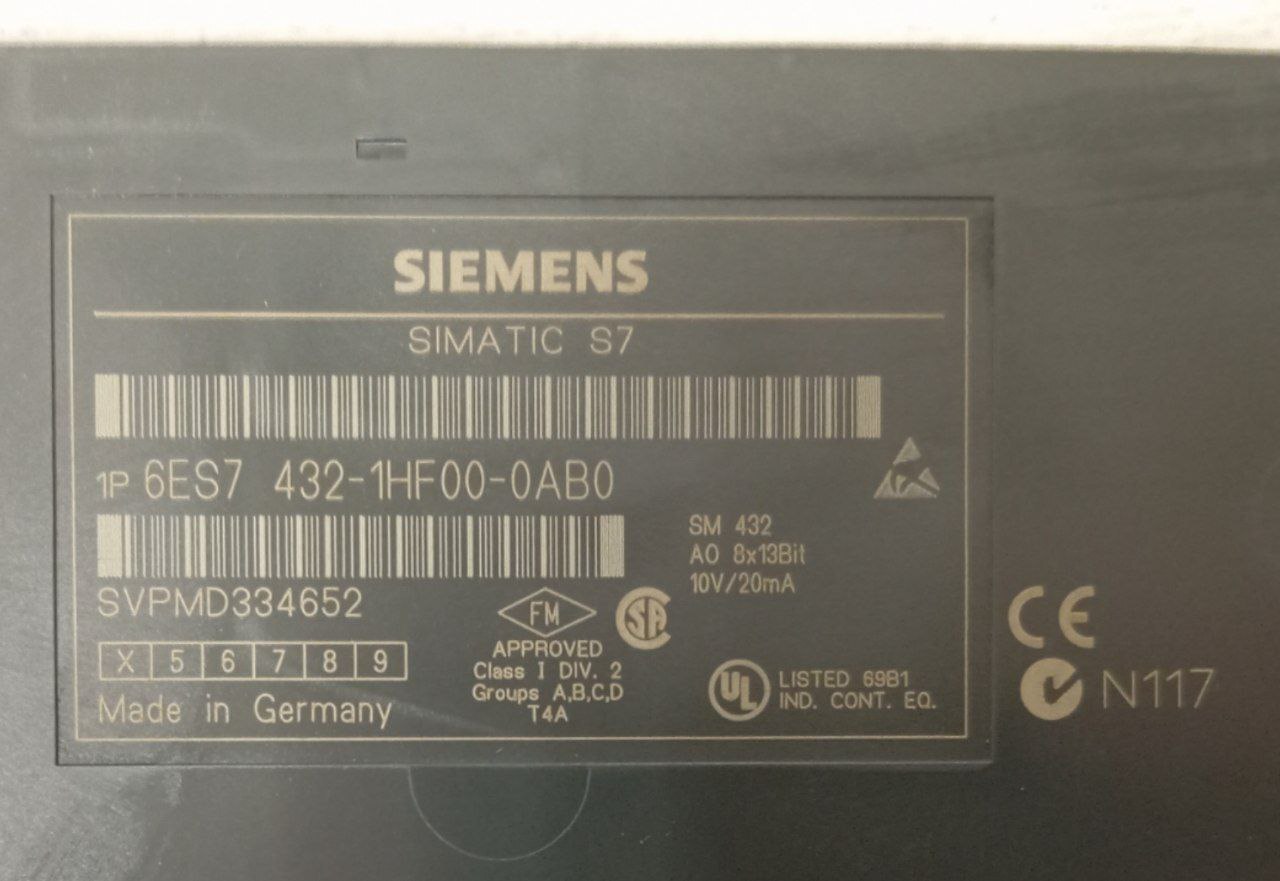 SIEMENS
SIMATIC S7
1P 6ES7 432-1HF00-0AB0
SM 432
AO 8x13Bit
10V/20mA
SVPMD334652
FM
APPROVED
Class I DIV. 2
Groups A,B,C,D
T4A
SA
X 5 6 7 8 9
Made in Germany
UL
LISTED 69B1
IND. CONT. EQ.
CE
N117